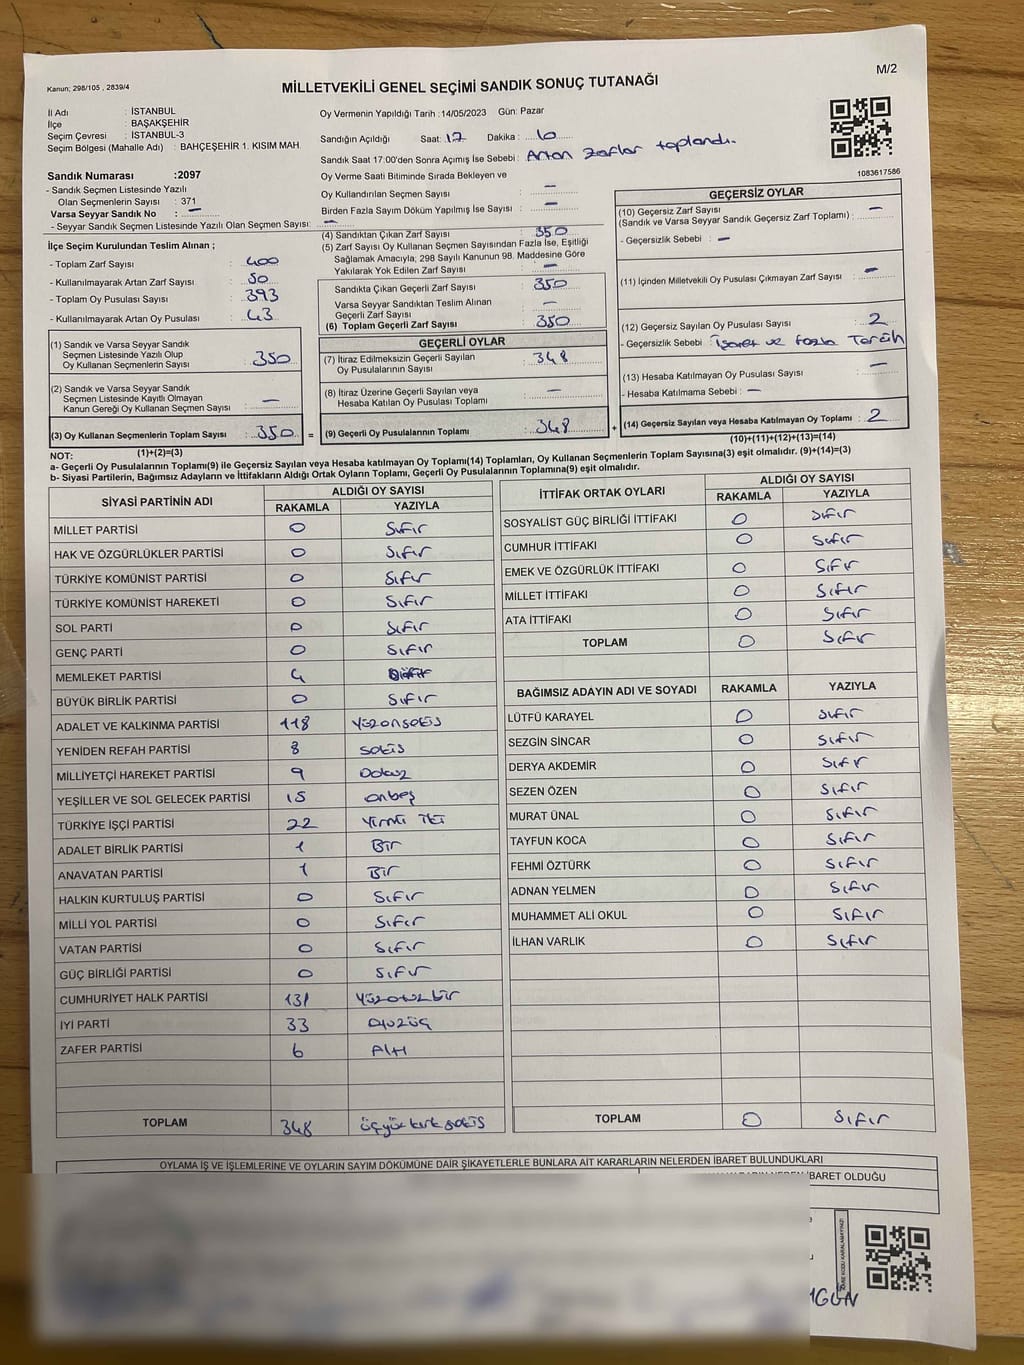 M/2
Kanun; 298/105 , 2839/4
MİLLETVEKİLİ GENEL SEÇİMİ SANDIK SONUÇ TUTANAĞI
İl Adı : İSTANBUL
İlçe : BAŞAKŞEHİR
Seçim Çevresi : İSTANBUL-3
Seçim Bölgesi (Mahalle Adı) : BAHÇEŞEHİR 1. KISIM MAH.
Sandık Numarası :2097
- Sandık Seçmen Listesinde Yazılı
Olan Seçmenlerin Sayısı : 371
Varsa Seyyar Sandık No : —
- Seyyar Sandık Seçmen Listesinde Yazılı Olan Seçmen Sayısı: —
İlçe Seçim Kurulundan Teslim Alınan ;
- Toplam Zarf Sayısı : 400
- Kullanılmayarak Artan Zarf Sayısı : 50
- Toplam Oy Pusulası Sayısı : 393
- Kullanılmayarak Artan Oy Pusulası : 43
Oy Vermenin Yapıldığı Tarih :14/05/2023 Gün: Pazar
Sandığın Açıldığı Saat: 17 Dakika : 10
Sandık Saat 17:00'den Sonra Açımış İse Sebebi : Artan zarflar toplandı.
Oy Verme Saati Bitiminde Sırada Bekleyen ve
Oy Kullandırılan Seçmen Sayısı : —
Birden Fazla Sayım Döküm Yapılmış İse Sayısı : —
(4) Sandıktan Çıkan Zarf Sayısı : 350
(5) Zarf Sayısı Oy Kullanan Seçmen Sayısından Fazla İse, Eşitliği
Sağlamak Amacıyla; 298 Sayılı Kanunun 98. Maddesine Göre
Yakılarak Yok Edilen Zarf Sayısı : —
Sandıkta Çıkan Geçerli Zarf Sayısı : 350
Varsa Seyyar Sandıktan Teslim Alınan
Geçerli Zarf Sayısı : —
(6) Toplam Geçerli Zarf Sayısı : 350
1083617586
GEÇERSİZ OYLAR
(10) Geçersiz Zarf Sayısı
(Sandık ve Varsa Seyyar Sandık Geçersiz Zarf Toplamı) : —
- Geçersizlik Sebebi : —
(11) İçinden Milletvekili Oy Pusulası Çıkmayan Zarf Sayısı : —
(12) Geçersiz Sayılan Oy Pusulası Sayısı : 2
- Geçersizlik Sebebi : İşaret ve fazla Tercih
(13) Hesaba Katılmayan Oy Pusulası Sayısı : —
- Hesaba Katılmama Sebebi : —
(14) Geçersiz Sayılan veya Hesaba Katılmayan Oy Toplamı : 2
(10)+(11)+(12)+(13)=(14)
(1) Sandık ve Varsa Seyyar Sandık
Seçmen Listesinde Yazılı Olup
Oy Kullanan Seçmenlerin Sayısı : 350
(2) Sandık ve Varsa Seyyar Sandık
Seçmen Listesinde Kayıtlı Olmayan
Kanun Gereği Oy Kullanan Seçmen Sayısı : —
(3) Oy Kullanan Seçmenlerin Toplam Sayısı : 350 =
(1)+(2)=(3)
GEÇERLİ OYLAR
(7) İtiraz Edilmeksizin Geçerli Sayılan
Oy Pusulalarının Sayısı : 348
(8) İtiraz Üzerine Geçerli Sayılan veya
Hesaba Katılan Oy Pusulası Toplamı : —
(9) Geçerli Oy Pusulalarının Toplamı : 348 +
NOT:
a- Geçerli Oy Pusulalarının Toplamı(9) ile Geçersiz Sayılan veya Hesaba katılmayan Oy Toplamı(14) Toplamları, Oy Kullanan Seçmenlerin Toplam Sayısına(3) eşit olmalıdır. (9)+(14)=(3)
b- Siyasi Partilerin, Bağımsız Adayların ve İttifakların Aldığı Ortak Oyların Toplamı, Geçerli Oy Pusulalarının Toplamına(9) eşit olmalıdır.
SİYASİ PARTİNİN ADI ALDIĞI OY SAYISI
RAKAMLA YAZIYLA
MİLLET PARTİSİ 0 Sıfır
HAK VE ÖZGÜRLÜKLER PARTİSİ 0 Sıfır
TÜRKİYE KOMÜNİST PARTİSİ 0 Sıfır
TÜRKİYE KOMÜNİST HAREKETİ 0 Sıfır
SOL PARTİ 0 Sıfır
GENÇ PARTİ 0 Sıfır
MEMLEKET PARTİSİ 4
BÜYÜK BİRLİK PARTİSİ 0 Sıfır
ADALET VE KALKINMA PARTİSİ 118 Yüzonsekis
YENİDEN REFAH PARTİSİ 8 sekis
MİLLİYETÇİ HAREKET PARTİSİ 9 Dokuz
YEŞİLLER VE SOL GELECEK PARTİSİ 15 onbeş
TÜRKİYE İŞÇİ PARTİSİ 22 Yirmi iki
ADALET BİRLİK PARTİSİ 1 Bir
ANAVATAN PARTİSİ 1 Bir
HALKIN KURTULUŞ PARTİSİ 0 Sıfır
MİLLİ YOL PARTİSİ 0 Sıfır
VATAN PARTİSİ 0 Sıfır
GÜÇ BİRLİĞİ PARTİSİ 0 Sıfır
CUMHURİYET HALK PARTİSİ 131 Yüzotuzbir
İYİ PARTİ 33 Otuzüç
ZAFER PARTİSİ 6 Altı
TOPLAM 348 üçyüz kırk sekis
İTTİFAK ORTAK OYLARI ALDIĞI OY SAYISI
RAKAMLA YAZIYLA
SOSYALİST GÜÇ BİRLİĞİ İTTİFAKI 0 Sıfır
CUMHUR İTTİFAKI 0 Sıfır
EMEK VE ÖZGÜRLÜK İTTİFAKI 0 Sıfır
MİLLET İTTİFAKI 0 Sıfır
ATA İTTİFAKI 0 Sıfır
TOPLAM 0 Sıfır
BAĞIMSIZ ADAYIN ADI VE SOYADI RAKAMLA YAZIYLA
LÜTFÜ KARAYEL 0 Sıfır
SEZGİN SİNCAR 0 Sıfır
DERYA AKDEMİR 0 Sıfır
SEZEN ÖZEN 0 Sıfır
MURAT ÜNAL 0 Sıfır
TAYFUN KOCA 0 Sıfır
FEHMİ ÖZTÜRK 0 Sıfır
ADNAN YELMEN 0 Sıfır
MUHAMMET ALİ OKUL 0 Sıfır
İLHAN VARLIK 0 Sıfır
TOPLAM 0 Sıfır
OYLAMA İŞ VE İŞLEMLERİNE VE OYLARIN SAYIM DÖKÜMÜNE DAİR ŞİKAYETLERLE BUNLARA AİT KARARLARIN NELERDEN İBARET BULUNDUKLARI
İBARET OLDUĞU